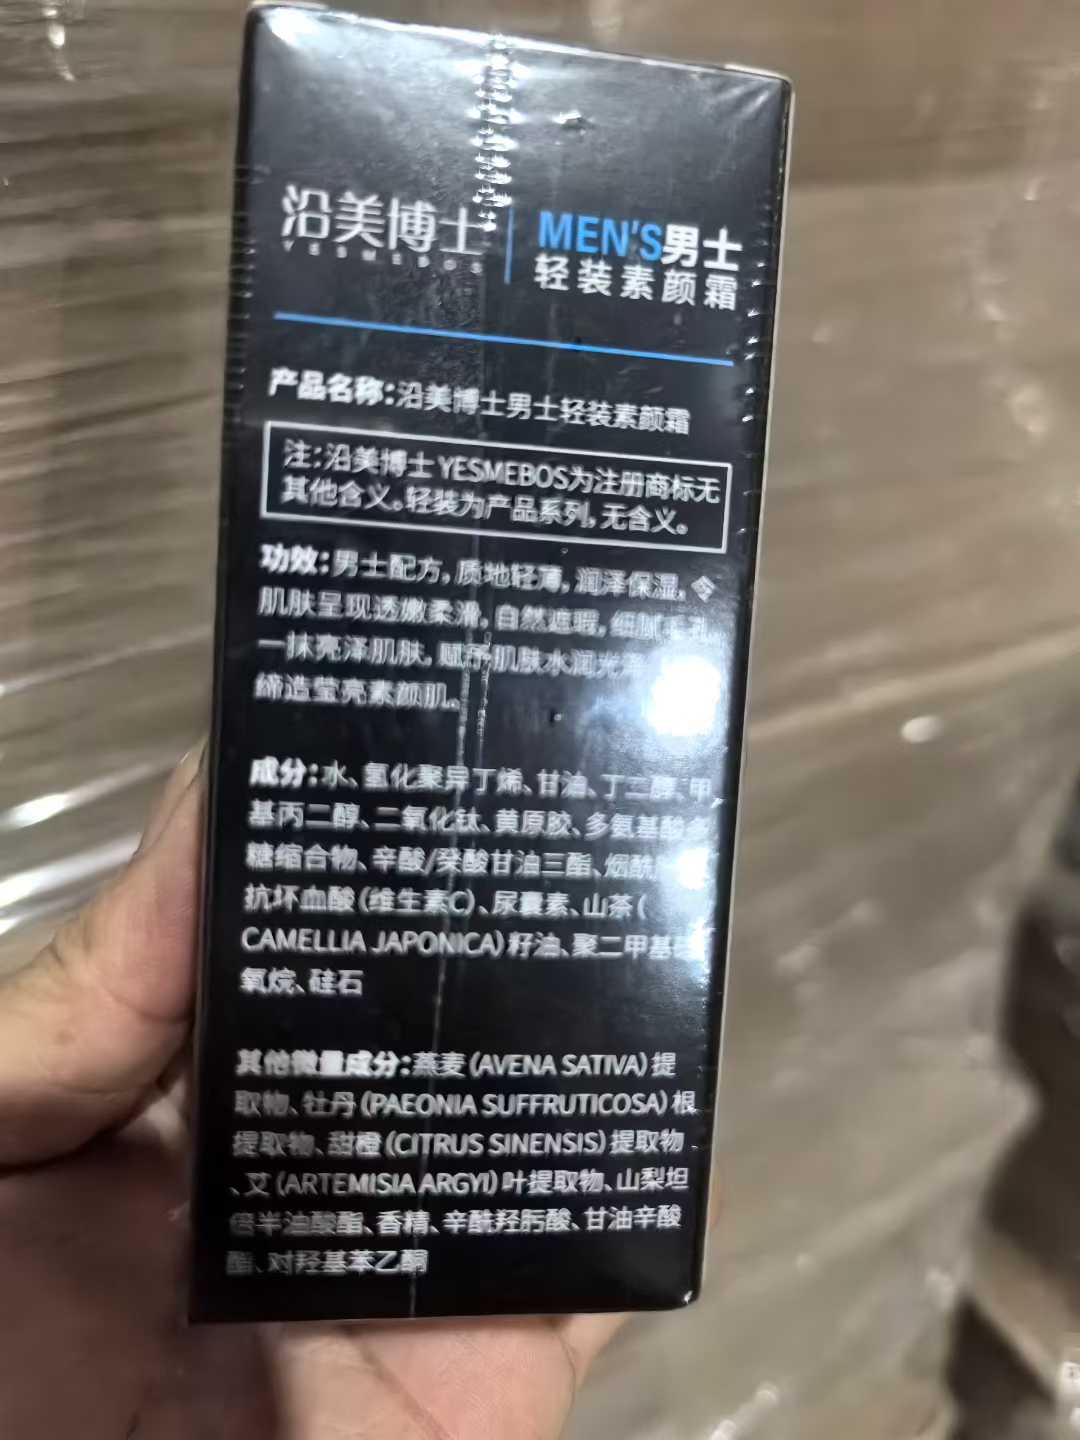 沿美博士
YESMEBOS
MEN'S男士
轻装素颜霜
产品名称：沿美博士男士轻装素颜霜
注：沿美博士 YESMEBOS为注册商标无
其他含义。轻装为产品系列，无含义。
功效：男士配方，质地轻薄，润泽保湿，令
肌肤呈现透嫩柔滑，自然遮瑕，细腻毛孔
一抹亮泽肌肤，赋予肌肤水润光泽
缔造莹亮素颜肌。
成分：水、氢化聚异丁烯、甘油、丁二醇、甲
基丙二醇、二氧化钛、黄原胶、多氨基酸
糖缩合物、辛酸/癸酸甘油三酯、烟酰
抗坏血酸（维生素C）、尿囊素、山茶（
CAMELLIA JAPONICA）籽油、聚二甲基
氧烷、硅石
其他微量成分：燕麦（AVENA SATIVA）提
取物、牡丹（PAEONIA SUFFRUTICOSA）根
提取物、甜橙（CITRUS SINENSIS）提取物
、艾（ARTEMISIA ARGYI）叶提取物、山梨坦
倍半油酸酯、香精、辛酰羟肟酸、甘油辛酸
酯、对羟基苯乙酮